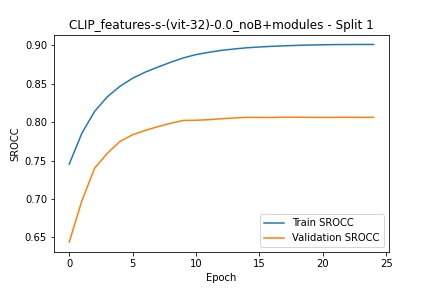 CLIP_features-s-(vit-32)-0.0_noB+modules - Split 1
SROCC
0.90
0.85
0.80
0.75
0.70
0.65
Train SROCC
Validation SROCC
0 5 10 15 20 25
Epoch